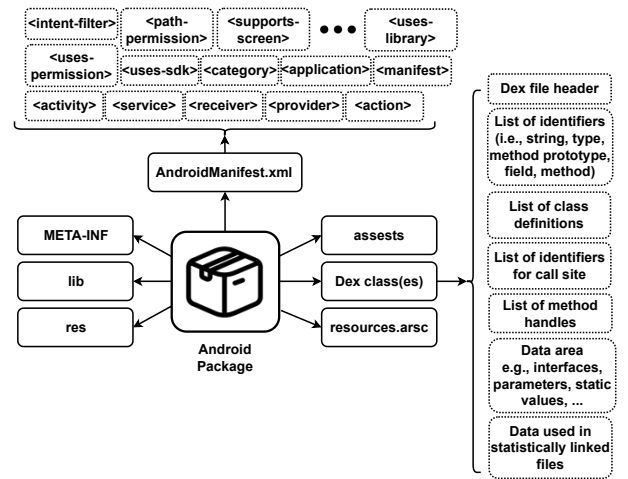 <intent-filter>
<path-
permission>
<supports-
screen>
●●●
<uses-
library>
<uses-
permission>
<uses-sdk>
<category>
<application>
<manifest>
<activity>
<service>
<receiver>
<provider>
<action>
AndroidManifest.xml
META-INF
lib
res
Android
Package
assests
Dex class(es)
resources.arsc
Dex file header
List of identifiers
(i.e., string, type,
method prototype,
field, method)
List of class
definitions
List of identifiers
for call site
List of method
handles
Data area
e.g., interfaces,
parameters, static
values, ...
Data used in
statistically linked
files